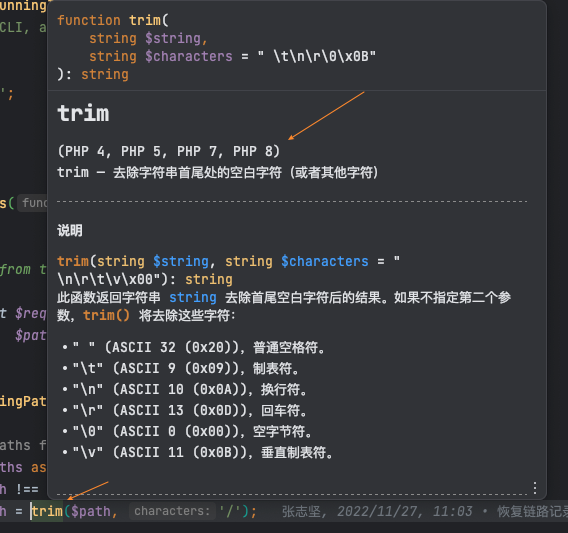 unning
function trim(
CLI, a
string $string,
string $characters = " \t\n\r\0\x0B"
): string
';
trim
(PHP 4, PHP 5, PHP 7, PHP 8)
trim — 去除字符串首尾处的空白字符（或者其他字符）
s( func
说明
from t
trim(string $string, string $characters = "
\n\r\t\v\x00"): string
此函数返回字符串 string 去除首尾空白字符后的结果。如果不指定第二个参
t $req
数，trim() 将去除这些字符：
$pat
•" " (ASCII 32 (0x20))，普通空格符。
•"\t" (ASCII 9 (0x09))，制表符。
•"\n" (ASCII 10 (0x0A))，换行符。
ingPat
•"\r" (ASCII 13 (0x0D))，回车符。
•"\0" (ASCII 0 (0x00))，空字节符。
aths f
•"\v" (ASCII 11 (0x0B))，垂直制表符。
ths as
h !==
h = trim($path, characters: '/'); 张志坚, 2022/11/27, 11:03 • 恢复链路记录